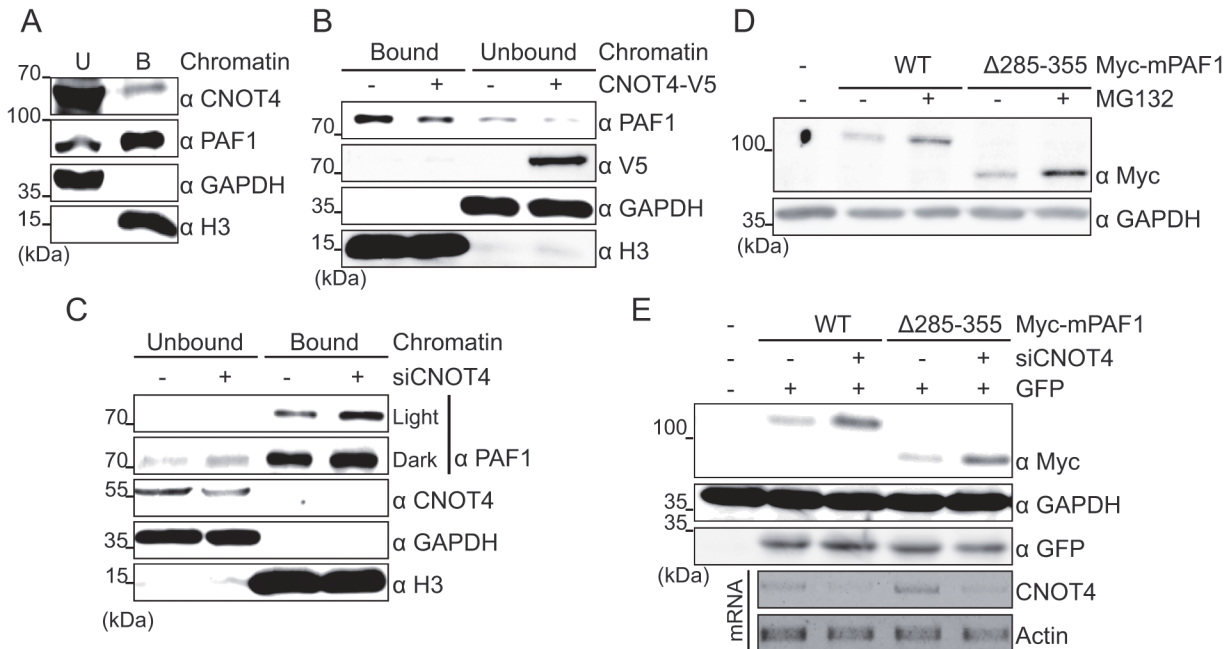 A
U B Chromatin
70
α CNOT4
100
α PAF1
α GAPDH
35
15
α H3
(kDa)
B
Bound Unbound Chromatin
- + - + CNOT4-V5
70
α PAF1
70
α V5
35
α GAPDH
15
α H3
(kDa)
C
Unbound Bound Chromatin
- + - + siCNOT4
70
Light
70
Dark
α PAF1
55
α CNOT4
35
α GAPDH
15
α H3
(kDa)
D
- WT Δ285-355 Myc-mPAF1
- - + - + MG132
100
α Myc
35
α GAPDH
(kDa)
E
- WT Δ285-355 Myc-mPAF1
- - + - + siCNOT4
- + + + + GFP
100
α Myc
35
α GAPDH
35
α GFP
(kDa)
mRNA
CNOT4
Actin